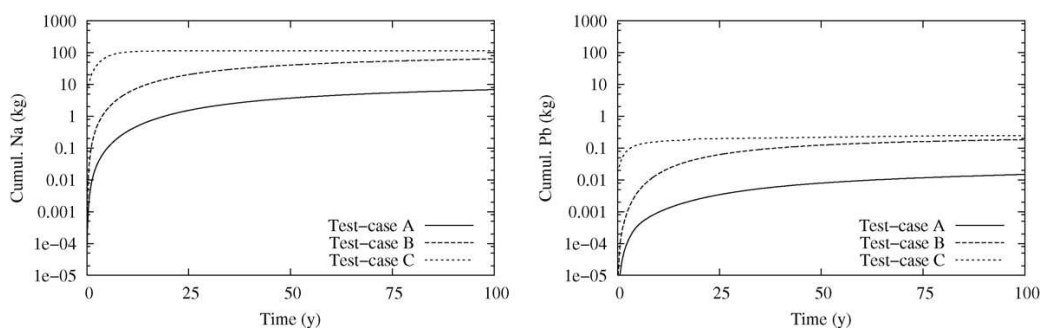 Cumul. Na (kg)
1000
100
10
1
0.1
0.01
0.001
1e−04
1e−05
Test−case A
Test−case B
Test−case C
0 25 50 75 100
Time (y)
Cumul. Pb (kg)
1000
100
10
1
0.1
0.01
0.001
1e−04
1e−05
Test−case A
Test−case B
Test−case C
0 25 50 75 100
Time (y)